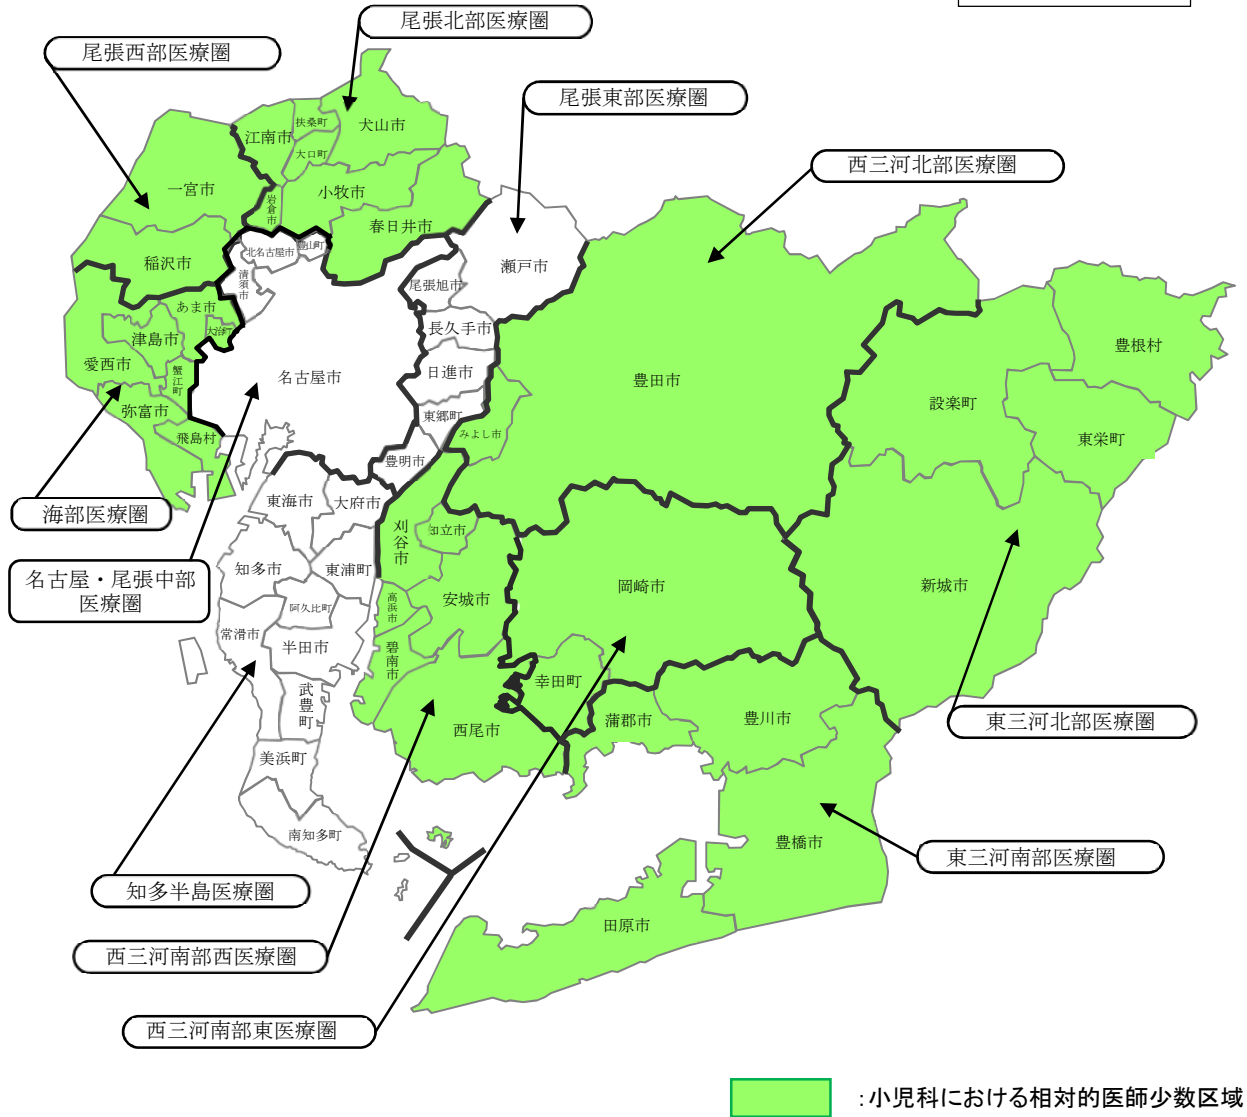 尾張北部医療圏
尾張西部医療圏
尾張東部医療圏
西三河北部医療圏
扶桑町
犬山市
江南市
大口町
一宮市
小牧市
岩倉市
春日井市
北名古屋市
豊山町
稲沢市
瀬戸市
清須市
尾張旭市
あま市
大治町
長久手市
津島市
豊根村
愛西市
蟹江町
名古屋市
日進市
豊田市
設楽町
弥富市
東郷町
みよし市
東栄町
飛島村
豊明市
東海市
大府市
海部医療圏
刈谷市
知立市
知多市
東浦町
名古屋・尾張中部
医療圏
岡崎市
新城市
安城市
高浜市
阿久比町
常滑市
半田市
碧南市
幸田町
武豊町
蒲郡市
豊川市
東三河北部医療圏
西尾市
美浜町
南知多町
豊橋市
東三河南部医療圏
知多半島医療圏
田原市
西三河南部西医療圏
西三河南部東医療圏
：小児科における相対的医師少数区域